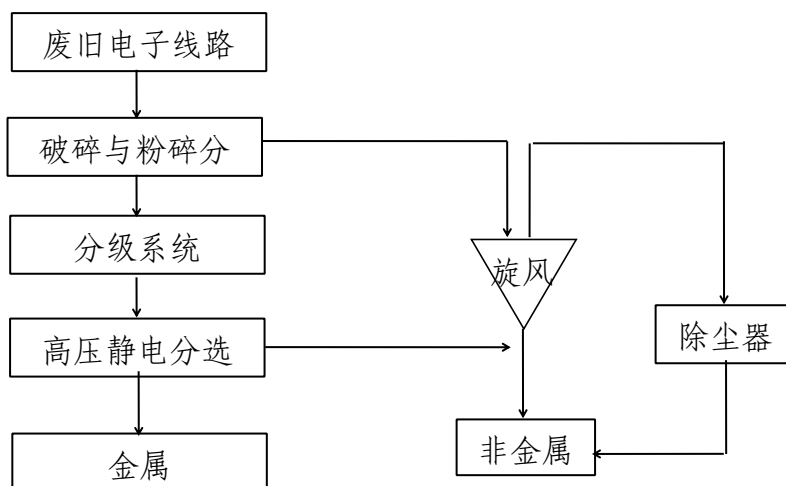 废旧电子线路
破碎与粉碎分
分级系统
旋风
高压静电分选
除尘器
金属
非金属